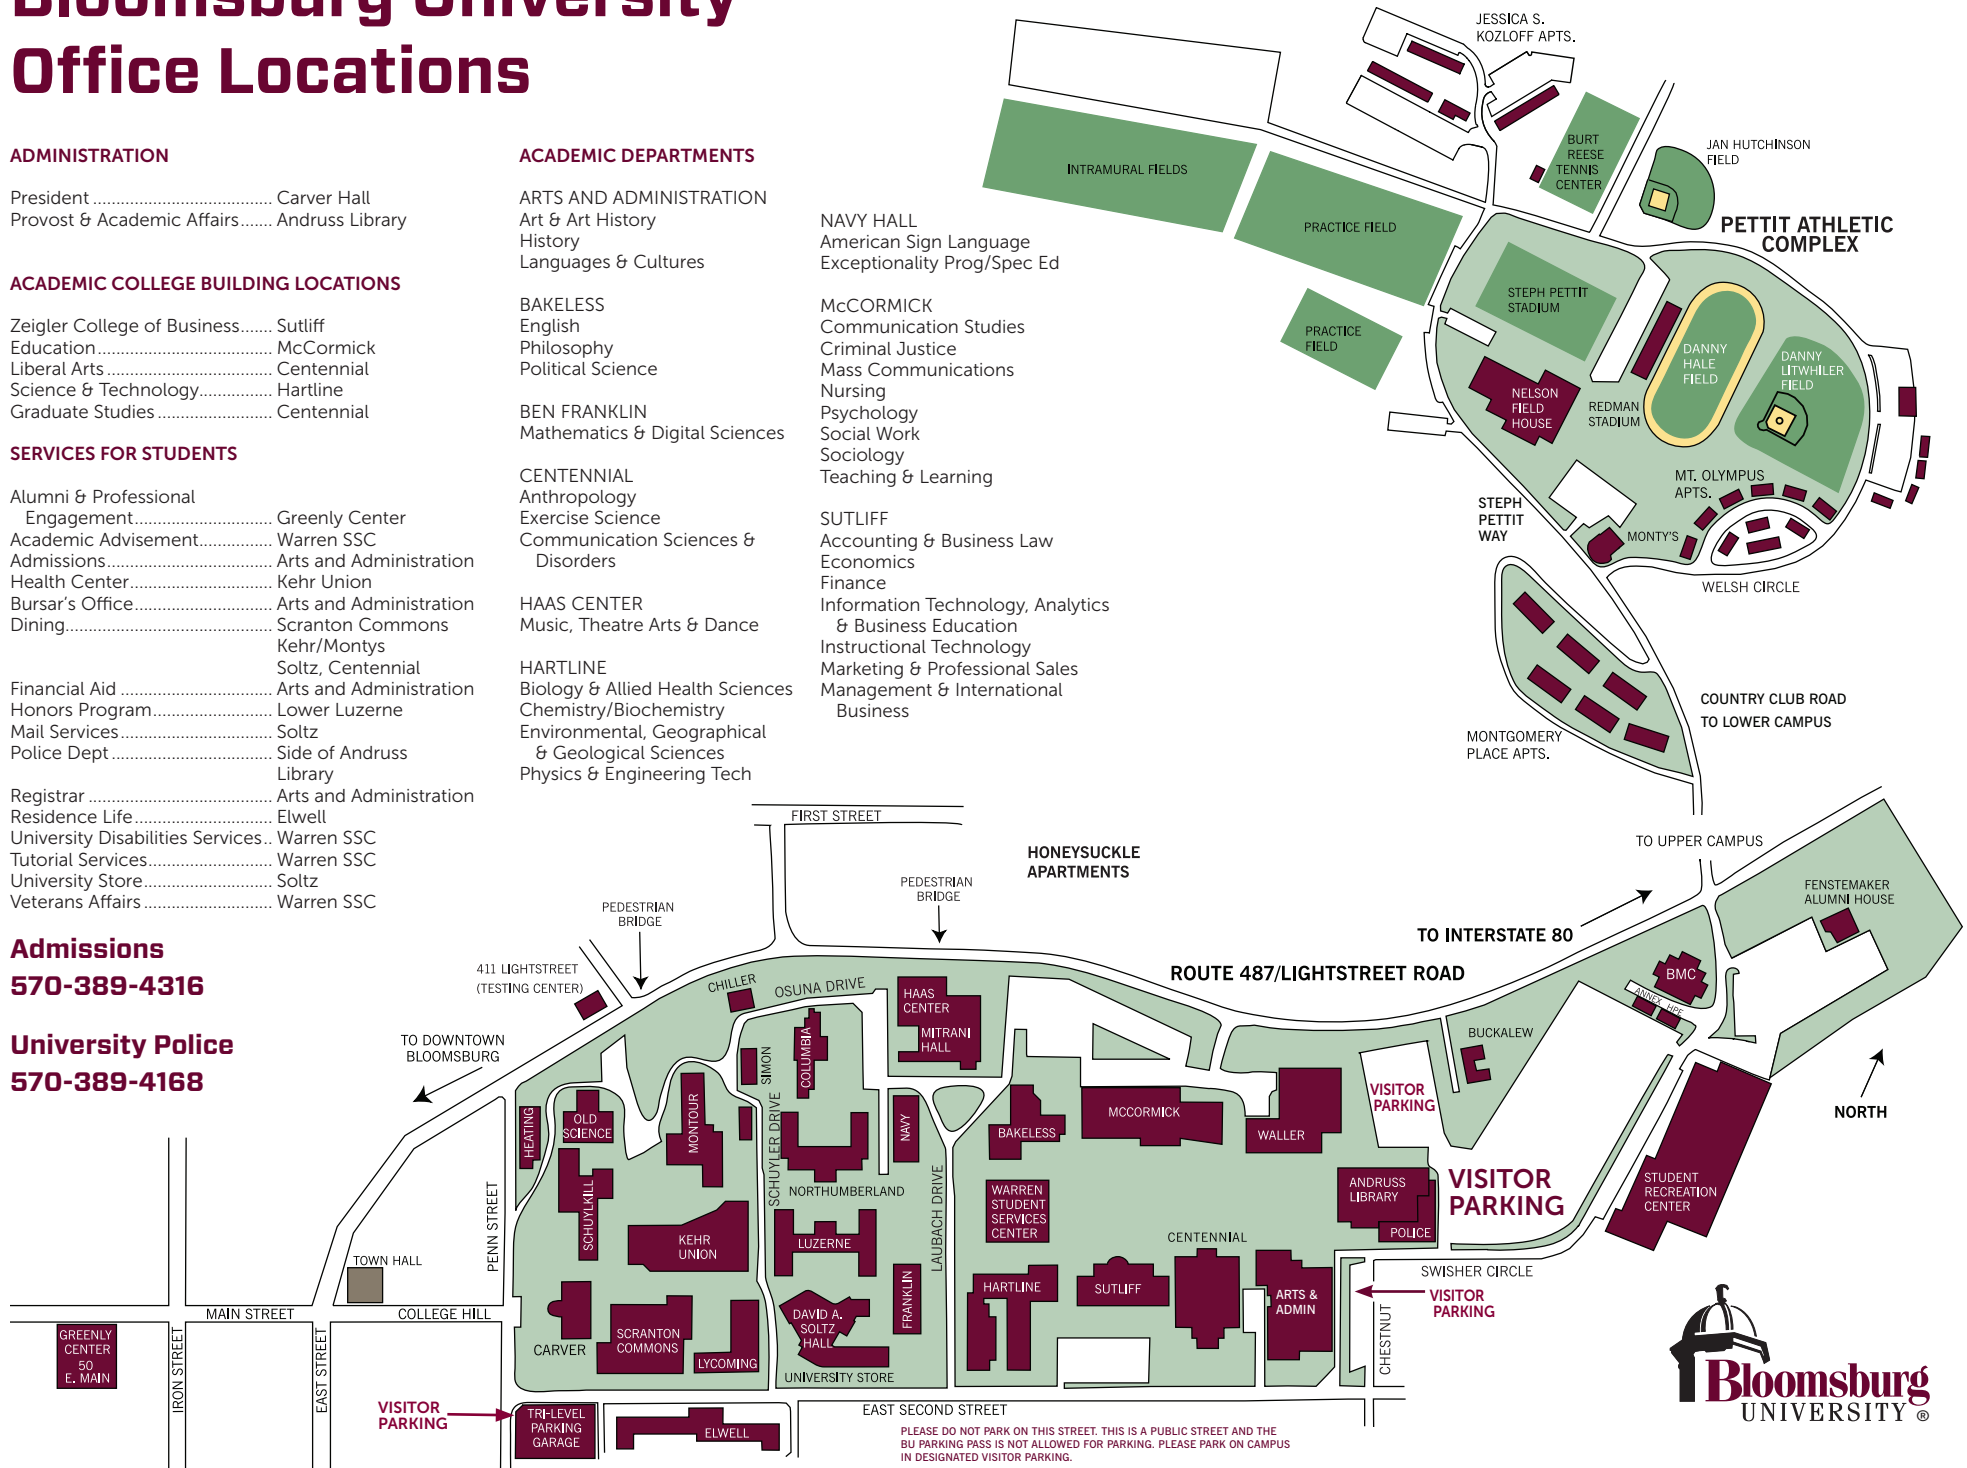 Bloomsburg University
Office Locations
ADMINISTRATION
President ..................................... Carver Hall
Provost & Academic Affairs ....... Andruss Library
ACADEMIC COLLEGE BUILDING LOCATIONS
Zeigler College of Business ....... Sutliff
Education .................................... McCormick
Liberal Arts .................................. Centennial
Science & Technology ............... Hartline
Graduate Studies ........................ Centennial
SERVICES FOR STUDENTS
Alumni & Professional
Engagement ............................. Greenly Center
Academic Advisement ............... Warren SSC
Admissions .................................. Arts and Administration
Health Center .............................. Kehr Union
Bursar's Office ............................. Arts and Administration
Dining ........................................... Scranton Commons
Kehr/Montys
Soltz, Centennial
Financial Aid ............................... Arts and Administration
Honors Program ......................... Lower Luzerne
Mail Services ............................... Soltz
Police Dept ................................. Side of Andruss
Library
Registrar ...................................... Arts and Administration
Residence Life ............................. Elwell
University Disabilities Services .. Warren SSC
Tutorial Services .......................... Warren SSC
University Store ........................... Soltz
Veterans Affairs ........................... Warren SSC
Admissions
570-389-4316
University Police
570-389-4168
ACADEMIC DEPARTMENTS
ARTS AND ADMINISTRATION
Art & Art History
History
Languages & Cultures
BAKELESS
English
Philosophy
Political Science
BEN FRANKLIN
Mathematics & Digital Sciences
CENTENNIAL
Anthropology
Exercise Science
Communication Sciences &
Disorders
HAAS CENTER
Music, Theatre Arts & Dance
HARTLINE
Biology & Allied Health Sciences
Chemistry/Biochemistry
Environmental, Geographical
& Geological Sciences
Physics & Engineering Tech
NAVY HALL
American Sign Language
Exceptionality Prog/Spec Ed
McCORMICK
Communication Studies
Criminal Justice
Mass Communications
Nursing
Psychology
Social Work
Sociology
Teaching & Learning
SUTLIFF
Accounting & Business Law
Economics
Finance
Information Technology, Analytics
& Business Education
Instructional Technology
Marketing & Professional Sales
Management & International
Business
JESSICA S.
KOZLOFF APTS.
INTRAMURAL FIELDS
PRACTICE FIELD
PRACTICE
FIELD
BURT
REESE
TENNIS
CENTER
JAN HUTCHINSON
FIELD
PETTIT ATHLETIC
COMPLEX
STEPH PETTIT
STADIUM
DANNY
HALE
FIELD
DANNY
LITWHILER
FIELD
NELSON
FIELD
HOUSE
REDMAN
STADIUM
MT. OLYMPUS
APTS.
STEPH
PETTIT
WAY
MONTY'S
WELSH CIRCLE
COUNTRY CLUB ROAD
TO LOWER CAMPUS
MONTGOMERY
PLACE APTS.
TO UPPER CAMPUS
FIRST STREET
HONEYSUCKLE
APARTMENTS
PEDESTRIAN
BRIDGE
PEDESTRIAN
BRIDGE
TO INTERSTATE 80
ROUTE 487/LIGHTSTREET ROAD
FENSTEMAKER
ALUMNI HOUSE
411 LIGHTSTREET
(TESTING CENTER)
CHILLER
OSUNA DRIVE
HAAS
CENTER
MITRANI
HALL
BMC
ANNEX HPE
BUCKALEW
TO DOWNTOWN
BLOOMSBURG
SIMON
COLUMBIA
VISITOR
PARKING
NORTH
HEATING
OLD
SCIENCE
MONTOUR
SCHUYLER DRIVE
NAVY
BAKELESS
MCCORMICK
WALLER
SCHUYLKILL
NORTHUMBERLAND
LAUBACH DRIVE
WARREN
STUDENT
SERVICES
CENTER
ANDRUSS
LIBRARY
POLICE
VISITOR
PARKING
STUDENT
RECREATION
CENTER
PENN STREET
KEHR
UNION
LUZERNE
CENTENNIAL
TOWN HALL
SWISHER CIRCLE
MAIN STREET
COLLEGE HILL
HARTLINE
SUTLIFF
ARTS &
ADMIN
VISITOR
PARKING
FRANKLIN
DAVID A.
SOLTZ
HALL
GREENLY
CENTER
50
E. MAIN
IRON STREET
EAST STREET
CARVER
SCRANTON
COMMONS
LYCOMING
UNIVERSITY STORE
CHESTNUT
VISITOR
PARKING
TRI-LEVEL
PARKING
GARAGE
ELWELL
EAST SECOND STREET
PLEASE DO NOT PARK ON THIS STREET. THIS IS A PUBLIC STREET AND THE
BU PARKING PASS IS NOT ALLOWED FOR PARKING. PLEASE PARK ON CAMPUS
IN DESIGNATED VISITOR PARKING.
Bloomsburg
UNIVERSITY ®